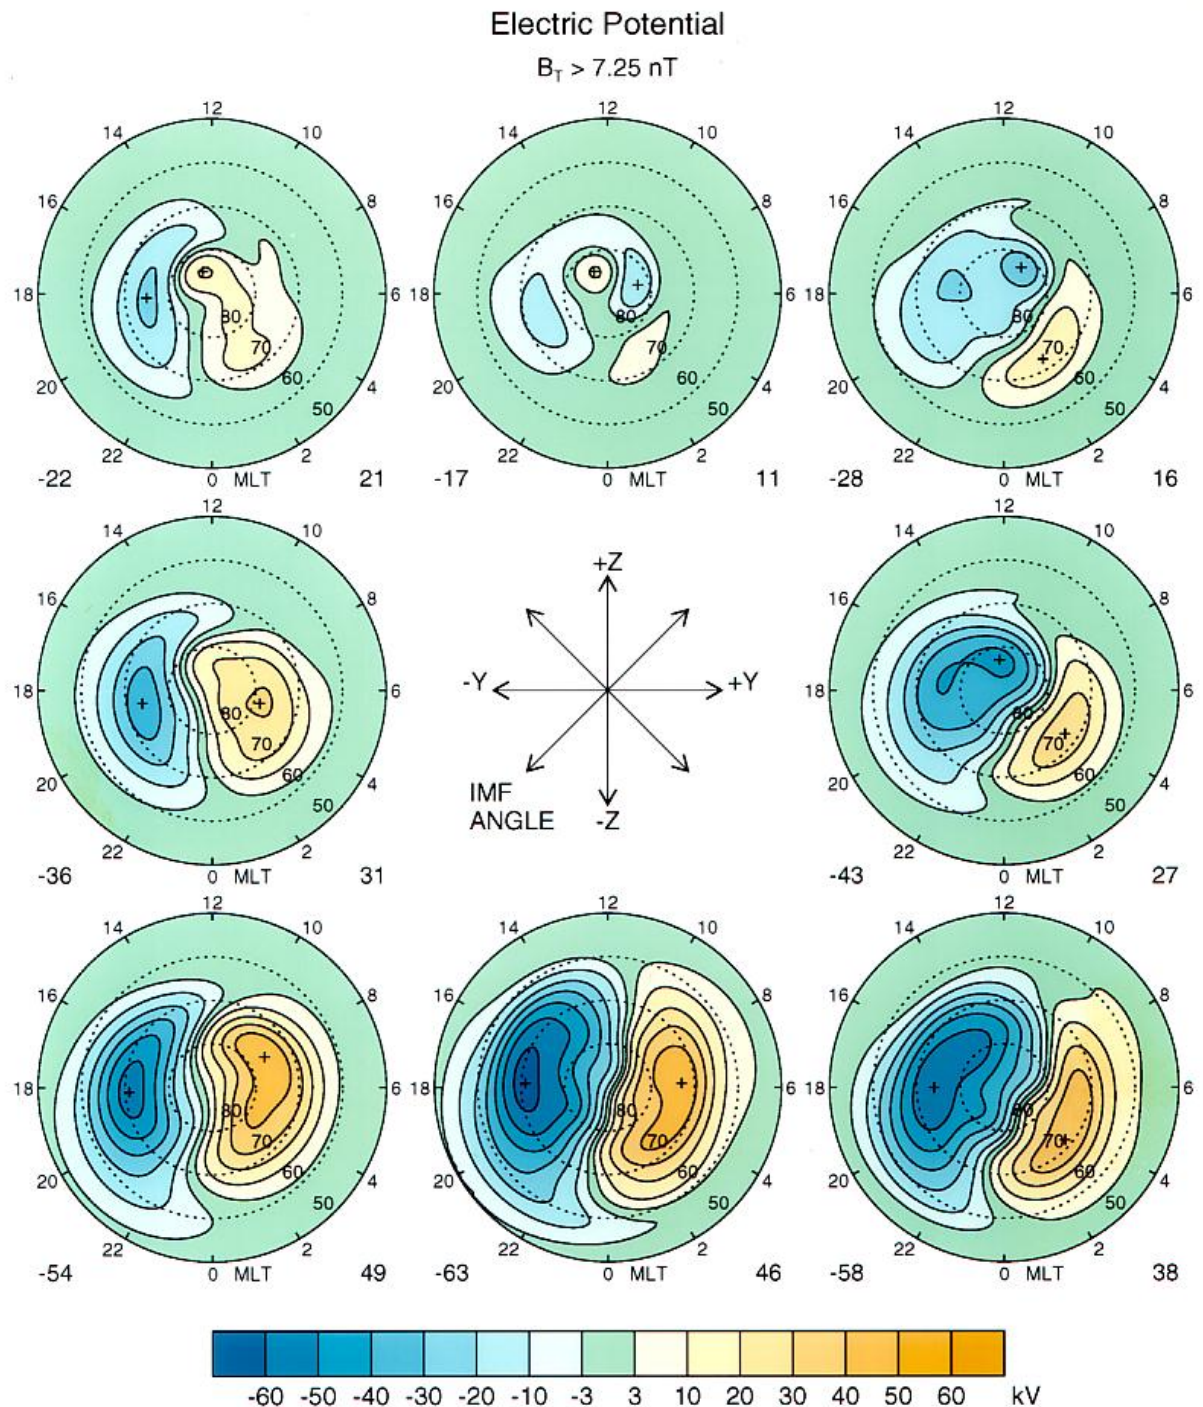 Electric Potential
B_T > 7.25 nT
12 12 12
14 10 14 10 14 10
16 8 16 8 16 8
18 6 18 6 18 6
80 80 80
70 70 70
20 60 4 20 60 4 20 60 4
50 50 50
22 2 22 2 22 2
-22 0 MLT 21 -17 0 MLT 11 -28 0 MLT 16
12 12
14 10 14 10
+Z
16 8 16 8
18 6 -Y +Y 18 6
80 80
70 70
20 60 4 20 60 4
IMF
50 50
ANGLE -Z
22 2 22 2
-36 0 MLT 31 -43 0 MLT 27
12 12 12
14 10 14 10 14 10
16 8 16 8 16 8
18 6 18 6 18 6
80 80 80
70 70 70
20 60 4 20 60 4 20 60 4
50 50 50
22 2 22 2 22 2
-54 0 MLT 49 -63 0 MLT 46 -58 0 MLT 38
-60 -50 -40 -30 -20 -10 -3 3 10 20 30 40 50 60 kV